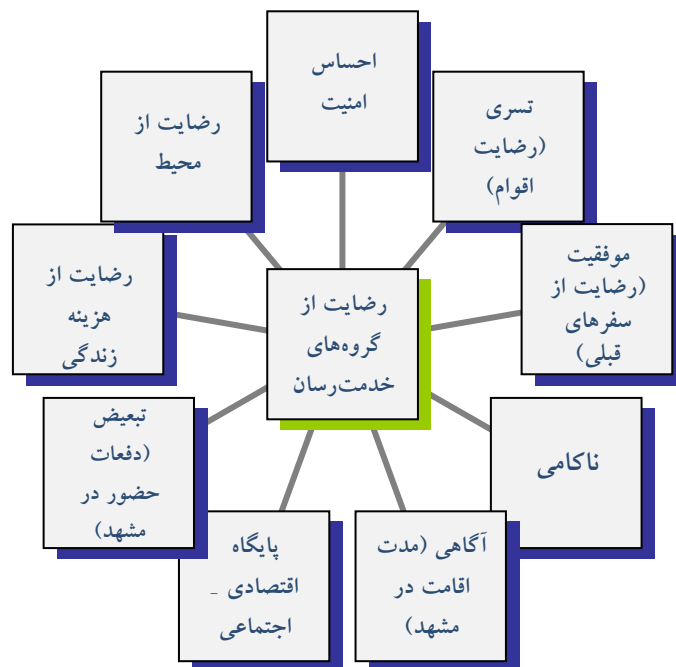 احساس
امنیت
تسری
(رضایت
اقوام)
موفقیت
(رضایت از
سفرهای
قبلی)
ناکامی
آگاهی (مدت
اقامت در
مشهد)
پایگاه
اقتصادی _
اجتماعی
تبعیض
(دفعات
حضور در
مشهد)
رضایت از
هزینه
زندگی
رضایت از
محیط
رضایت از
گروه‌های
خدمت‌رسان